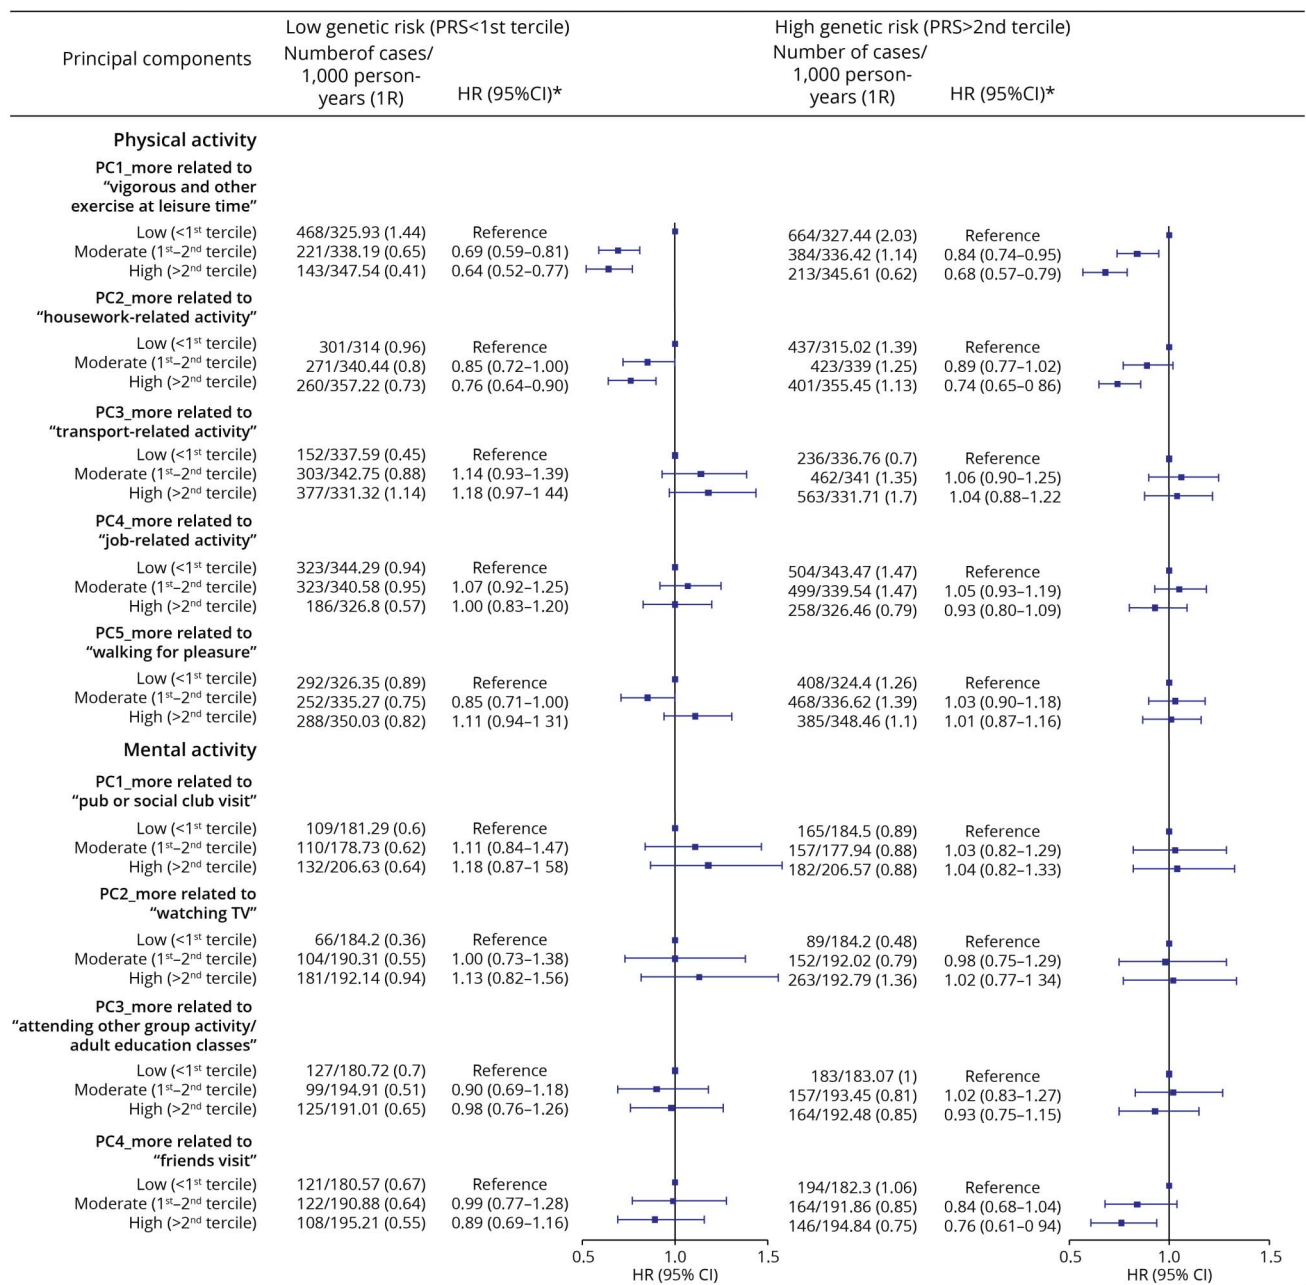 Low genetic risk (PRS<1st tercile) High genetic risk (PRS>2nd tercile)
Principal components Numberof cases/ 1,000 person-years (1R) HR (95%CI)* Number of cases/ 1,000 person-years (1R) HR (95%CI)*
Physical activity
PC1_more related to
“vigorous and other
exercise at leisure time”
Low (<1st tercile) 468/325.93 (1.44) Reference 664/327.44 (2.03) Reference
Moderate (1st–2nd tercile) 221/338.19 (0.65) 0.69 (0.59–0.81) 384/336.42 (1.14) 0.84 (0.74–0.95)
High (>2nd tercile) 143/347.54 (0.41) 0.64 (0.52–0.77) 213/345.61 (0.62) 0.68 (0.57–0.79)
PC2_more related to
“housework-related activity”
Low (<1st tercile) 301/314 (0.96) Reference 437/315.02 (1.39) Reference
Moderate (1st–2nd tercile) 271/340.44 (0.8) 0.85 (0.72–1.00) 423/339 (1.25) 0.89 (0.77–1.02)
High (>2nd tercile) 260/357.22 (0.73) 0.76 (0.64–0.90) 401/355.45 (1.13) 0.74 (0.65–0 86)
PC3_more related to
“transport-related activity”
Low (<1st tercile) 152/337.59 (0.45) Reference 236/336.76 (0.7) Reference
Moderate (1st–2nd tercile) 303/342.75 (0.88) 1.14 (0.93–1.39) 462/341 (1.35) 1.06 (0.90–1.25)
High (>2nd tercile) 377/331.32 (1.14) 1.18 (0.97–1 44) 563/331.71 (1.7) 1.04 (0.88–1.22
PC4_more related to
“job-related activity”
Low (<1st tercile) 323/344.29 (0.94) Reference 504/343.47 (1.47) Reference
Moderate (1st–2nd tercile) 323/340.58 (0.95) 1.07 (0.92–1.25) 499/339.54 (1.47) 1.05 (0.93–1.19)
High (>2nd tercile) 186/326.8 (0.57) 1.00 (0.83–1.20) 258/326.46 (0.79) 0.93 (0.80–1.09)
PC5_more related to
“walking for pleasure”
Low (<1st tercile) 292/326.35 (0.89) Reference 408/324.4 (1.26) Reference
Moderate (1st–2nd tercile) 252/335.27 (0.75) 0.85 (0.71–1.00) 468/336.62 (1.39) 1.03 (0.90–1.18)
High (>2nd tercile) 288/350.03 (0.82) 1.11 (0.94–1 31) 385/348.46 (1.1) 1.01 (0.87–1.16)
Mental activity
PC1_more related to
“pub or social club visit”
Low (<1st tercile) 109/181.29 (0.6) Reference 165/184.5 (0.89) Reference
Moderate (1st–2nd tercile) 110/178.73 (0.62) 1.11 (0.84–1.47) 157/177.94 (0.88) 1.03 (0.82–1.29)
High (>2nd tercile) 132/206.63 (0.64) 1.18 (0.87–1 58) 182/206.57 (0.88) 1.04 (0.82–1.33)
PC2_more related to
“watching TV”
Low (<1st tercile) 66/184.2 (0.36) Reference 89/184.2 (0.48) Reference
Moderate (1st–2nd tercile) 104/190.31 (0.55) 1.00 (0.73–1.38) 152/192.02 (0.79) 0.98 (0.75–1.29)
High (>2nd tercile) 181/192.14 (0.94) 1.13 (0.82–1.56) 263/192.79 (1.36) 1.02 (0.77–1 34)
PC3_more related to
“attending other group activity/
adult education classes”
Low (<1st tercile) 127/180.72 (0.7) Reference 183/183.07 (1) Reference
Moderate (1st–2nd tercile) 99/194.91 (0.51) 0.90 (0.69–1.18) 157/193.45 (0.81) 1.02 (0.83–1.27)
High (>2nd tercile) 125/191.01 (0.65) 0.98 (0.76–1.26) 164/192.48 (0.85) 0.93 (0.75–1.15)
PC4_more related to
“friends visit”
Low (<1st tercile) 121/180.57 (0.67) Reference 194/182.3 (1.06) Reference
Moderate (1st–2nd tercile) 122/190.88 (0.64) 0.99 (0.77–1.28) 164/191.86 (0.85) 0.84 (0.68–1.04)
High (>2nd tercile) 108/195.21 (0.55) 0.89 (0.69–1.16) 146/194.84 (0.75) 0.76 (0.61–0 94)
0.5 1.0 1.5 0.5 1.0 1.5
HR (95% CI) HR (95% CI)